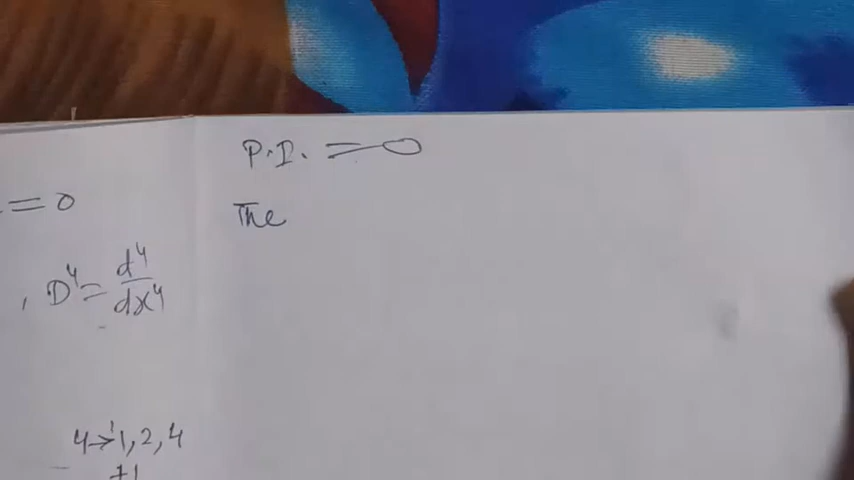 = 0
, D⁴ = d⁴/dx⁴
4→1,2,4
±1
P.I. = 0
The